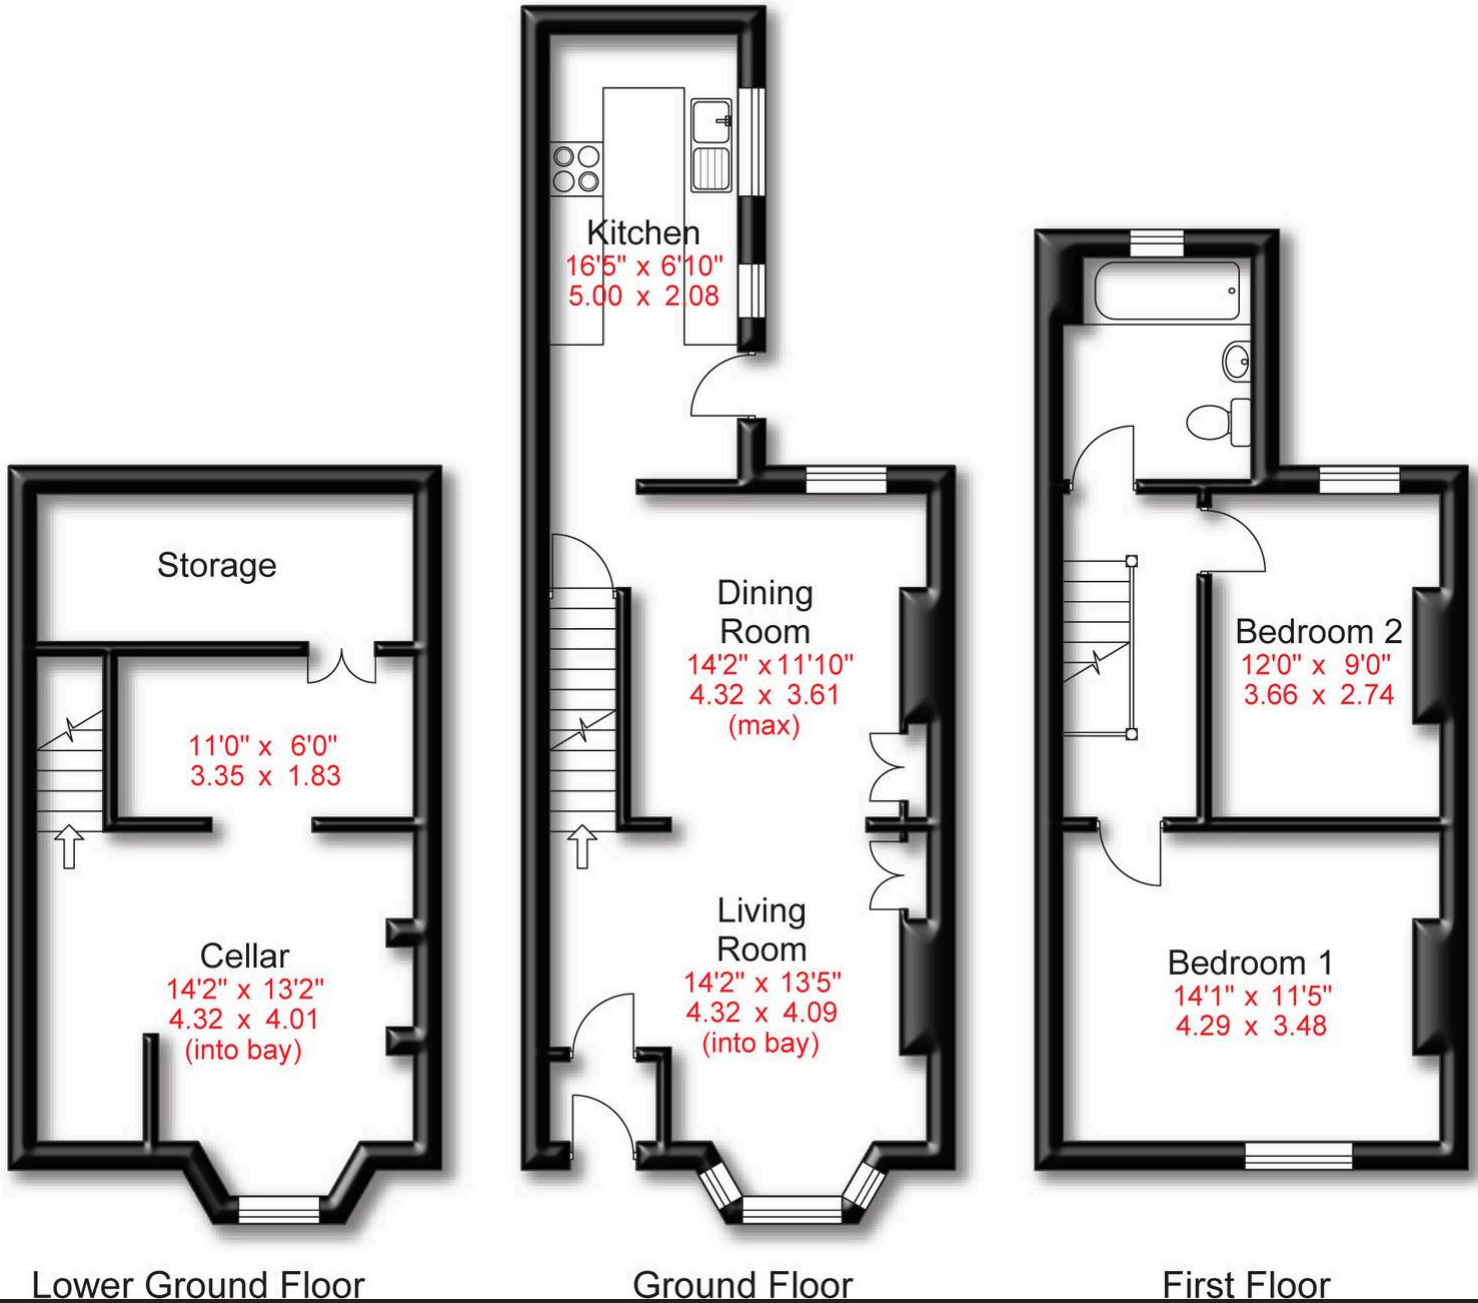 Kitchen
16'5" x 6'10"
5.00 x 2.08
Storage
11'0" x 6'0"
3.35 x 1.83
Cellar
14'2" x 13'2"
4.32 x 4.01
(into bay)
Lower Ground Floor
Dining
Room
14'2" x 11'10"
4.32 x 3.61
(max)
Living
Room
14'2" x 13'5"
4.32 x 4.09
(into bay)
Ground Floor
Bedroom 2
12'0" x 9'0"
3.66 x 2.74
Bedroom 1
14'1" x 11'5"
4.29 x 3.48
First Floor